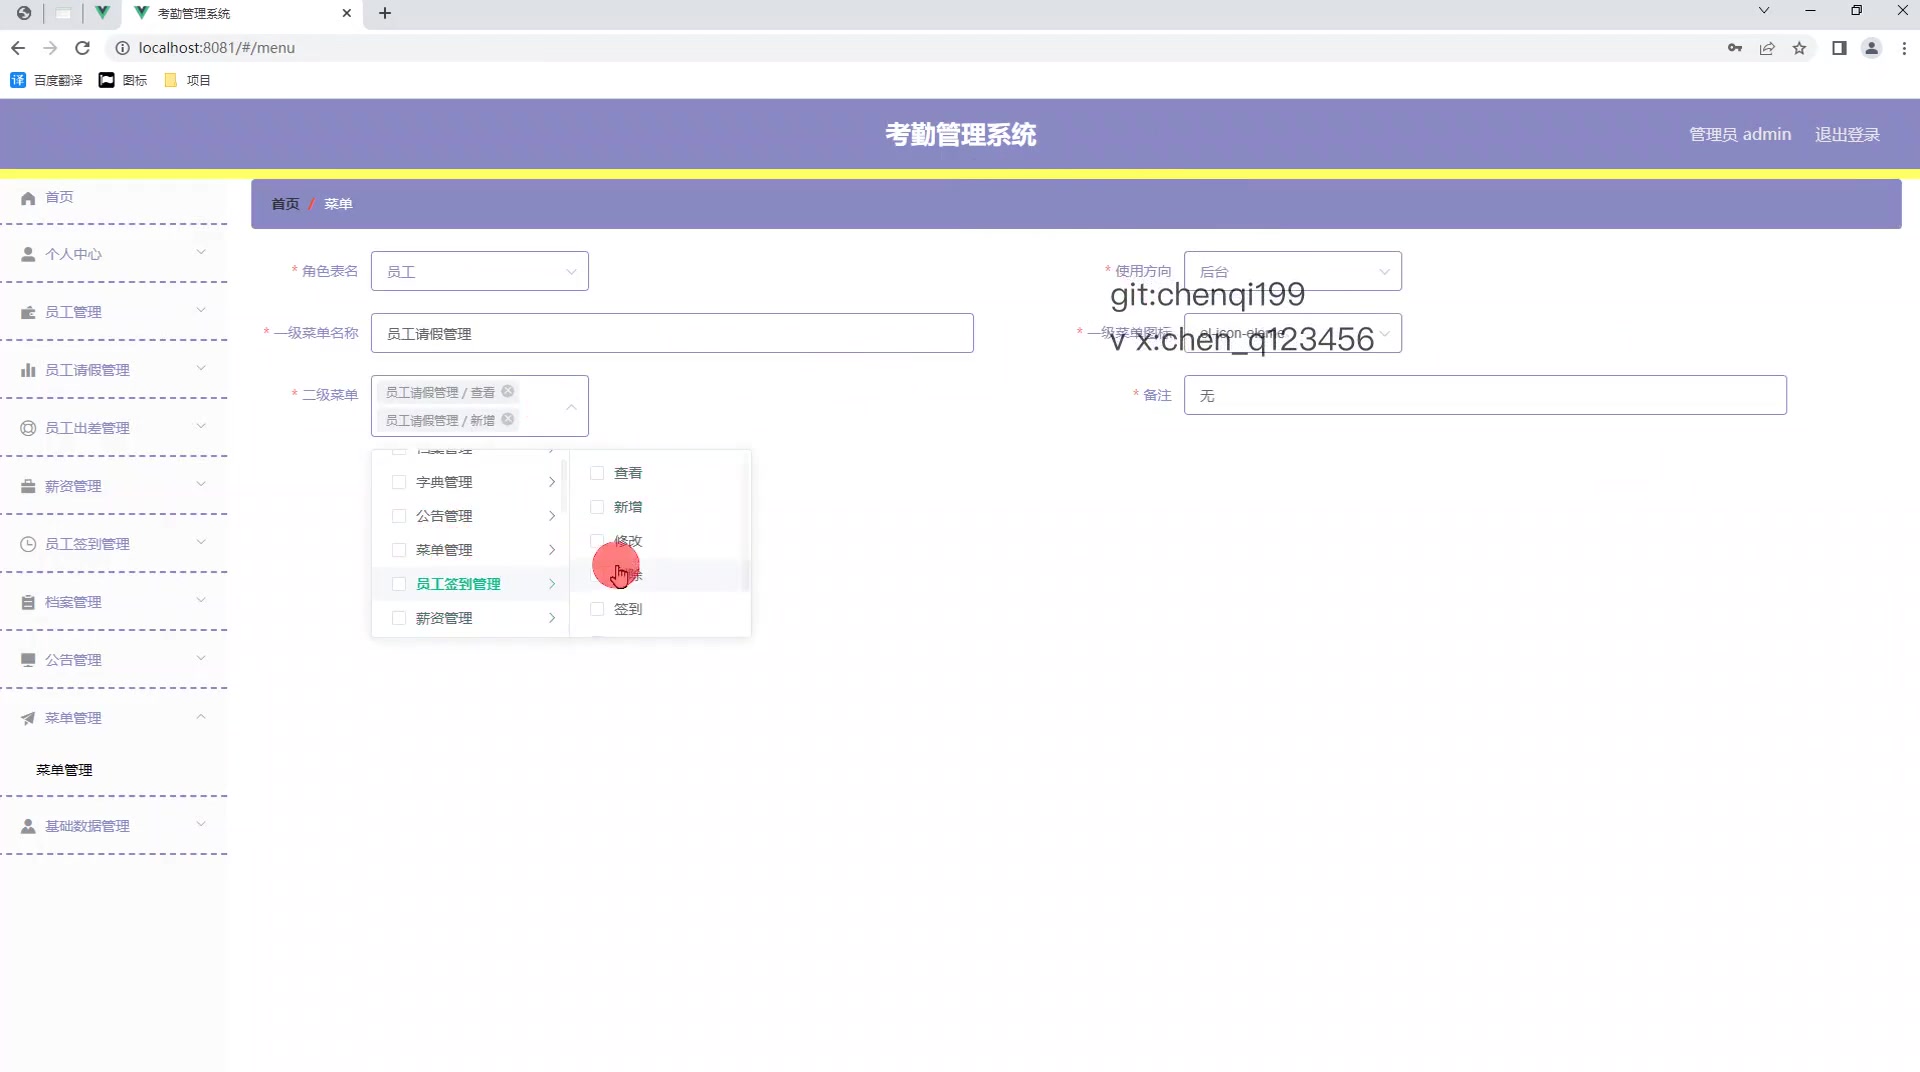 考勤管理系统
localhost:8081/#/menu
百度翻译
图标
项目
考勤管理系统
管理员 admin
退出登录
首页
个人中心
员工管理
员工请假管理
员工出差管理
薪资管理
员工签到管理
档案管理
公告管理
菜单管理
菜单管理
基础数据管理
首页 / 菜单
* 角色表名
员工
* 使用方向
后台
git:chenqi199
* 一级菜单名称
员工请假管理
* 一级菜单图标
el-icon-eleme
v x:chen_q123456
* 二级菜单
员工请假管理 / 查看
员工请假管理 / 新增
* 备注
无
档案管理
字典管理
公告管理
菜单管理
员工签到管理
薪资管理
查看
新增
修改
签到